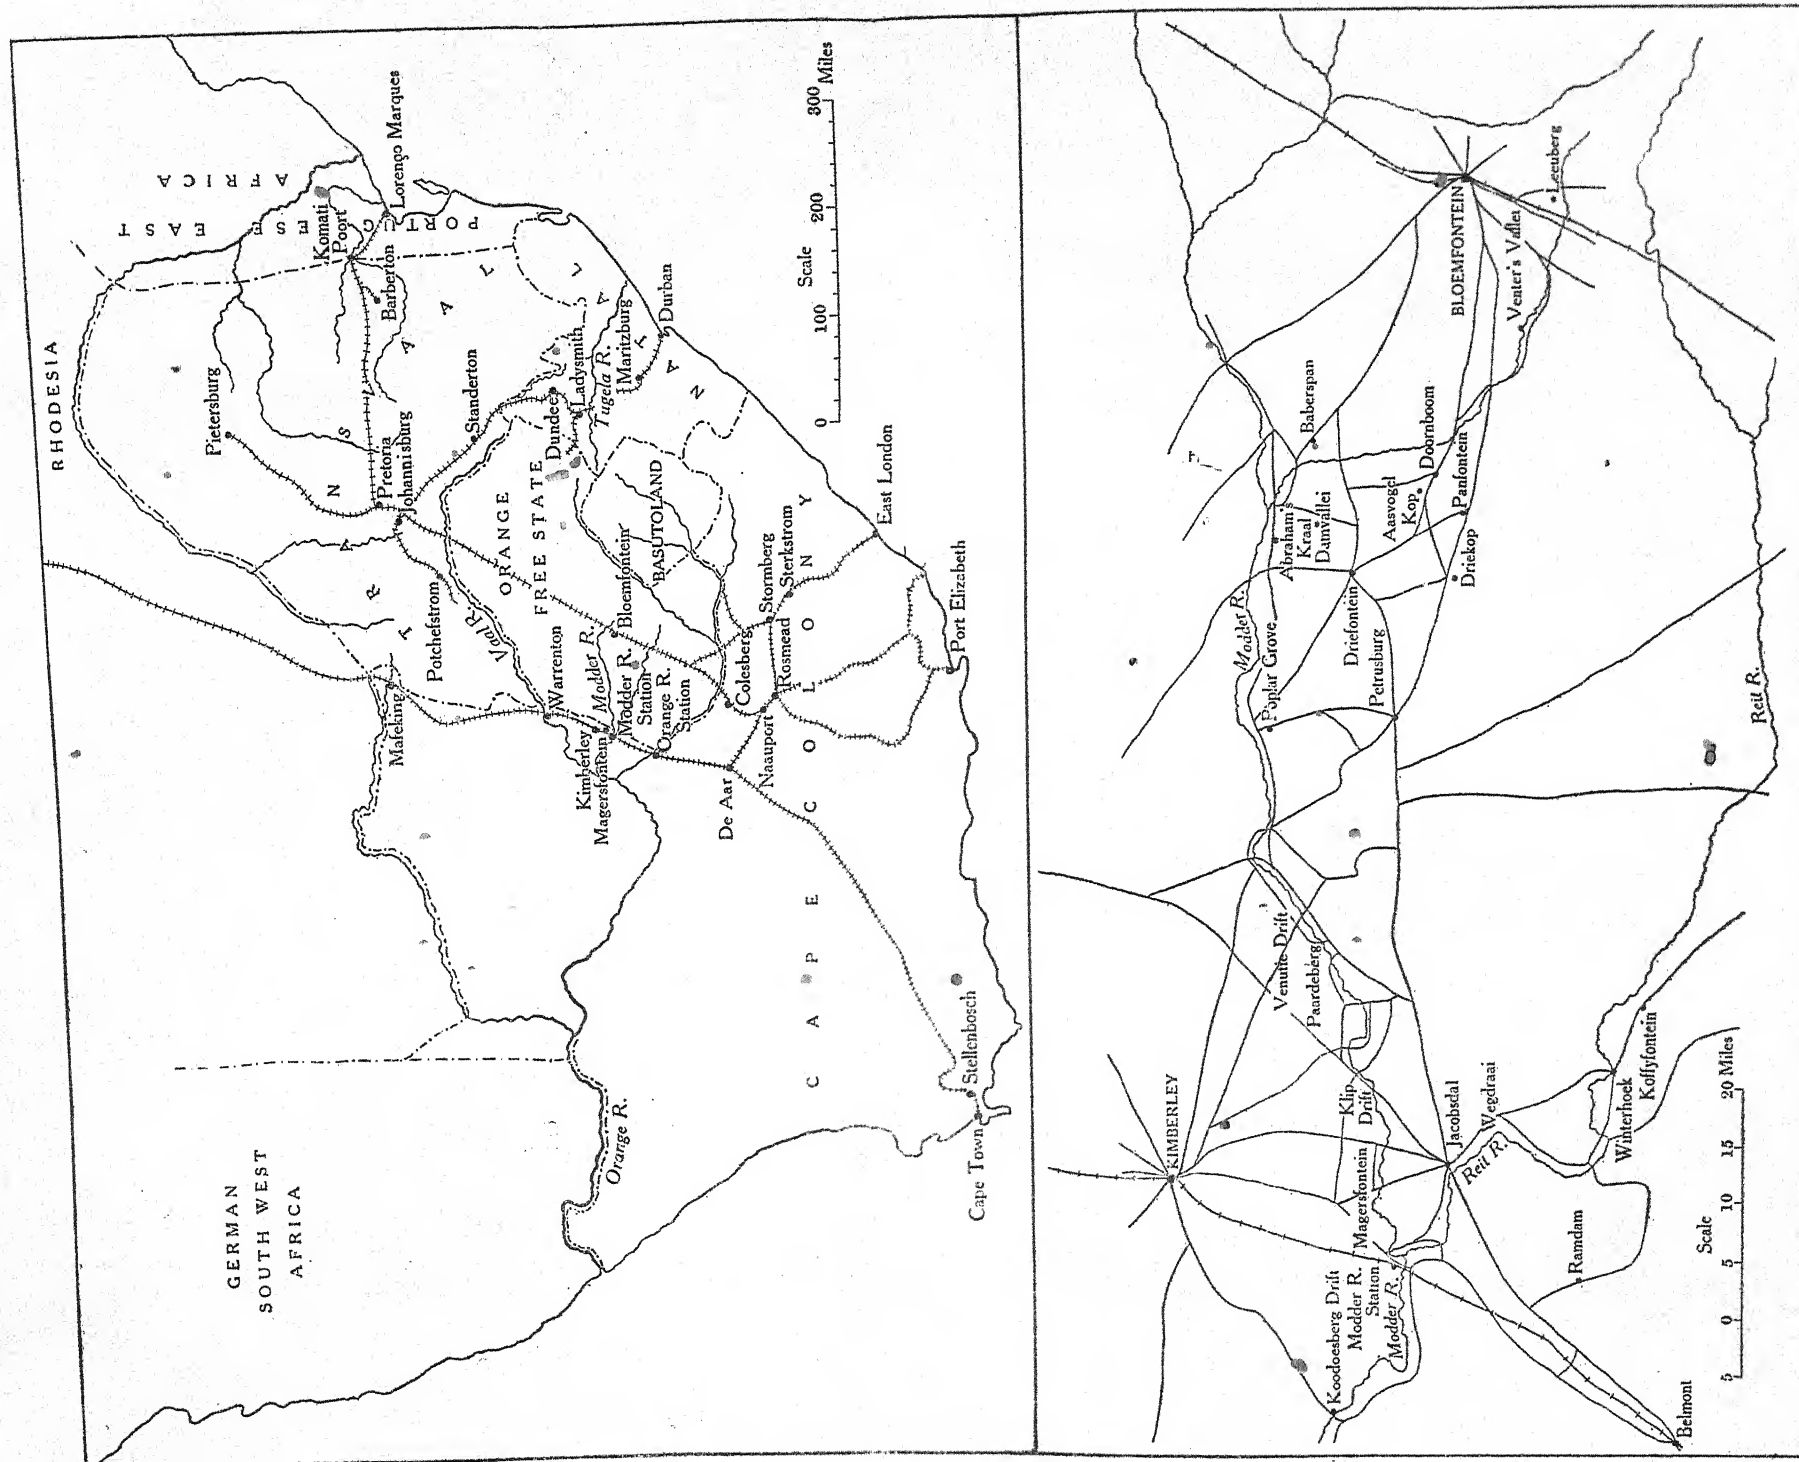 RHODESIA
Pietersburg
PORTUGUESE EAST
AFRICA
Komati
Poort
Lorenço Marques
Barberton
TRANSVAAL
Pretoria
Johannisburg
Standerton
Potchefstrom
Mafeking
Vaal R.
ORANGE
FREE STATE
Dundee
Ladysmith
Tugela R.
Maritzburg
Durban
NATAL
Warrenton
Kimberley
Magersfontein
Modder R.
Modder R.
Station
Bloemfontein
BASUTOLAND
Orange R.
Station
Colesberg
Stormberg
Sterkstrom
Rosmead
Naauport
De Aar
East London
Port Elizabeth
CAPE COLONY
Stellenbosch
Cape Town
Orange R.
GERMAN
SOUTH WEST
AFRICA
Scale
0 100 200 300 Miles
KIMBERLEY
BLOEMFONTEIN
Leeuberg
Venter's Vallei
Baberspan
Doornboom
Panfontein
Aasvogel
Kop
Abraham's
Kraal
Damvallei
Driekop
Driefontein
Petrusburg
Modder R.
Poplar Grove
Reit R.
Venutie Drift
Paardeberg
Klip
Drift
Jacobsdal
Wegdraai
Reit R.
Winterhoek
Koffyfontein
Magersfontein
Modder R.
Station
Modder R.
Koodoesberg Drift
Ramdam
Belmont
Scale
5 0 5 10 15 20 Miles